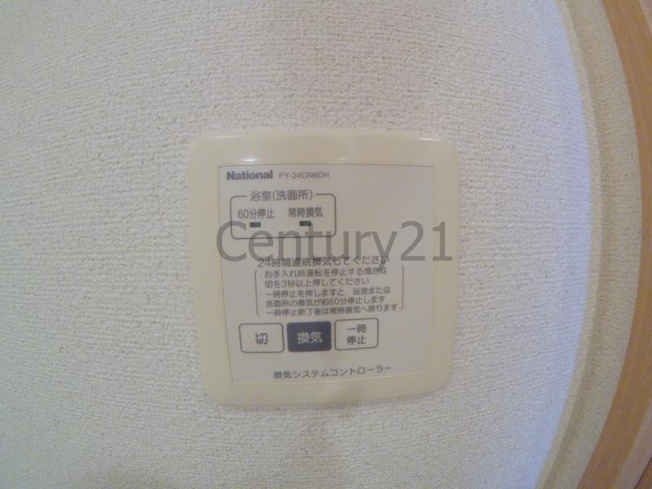 National FY-24CN6DH
浴室(洗面所)
60分停止 常時換気
Century21
24時間連続換気してください
・お手入れ時運転を停止する場合は
切を3秒以上押してください
・一時停止を押しますと、浴室または
洗面所の換気が約60分停止します
一時停止終了後は常時換気へ戻ります
切 換気 一時停止
換気システムコントローラー